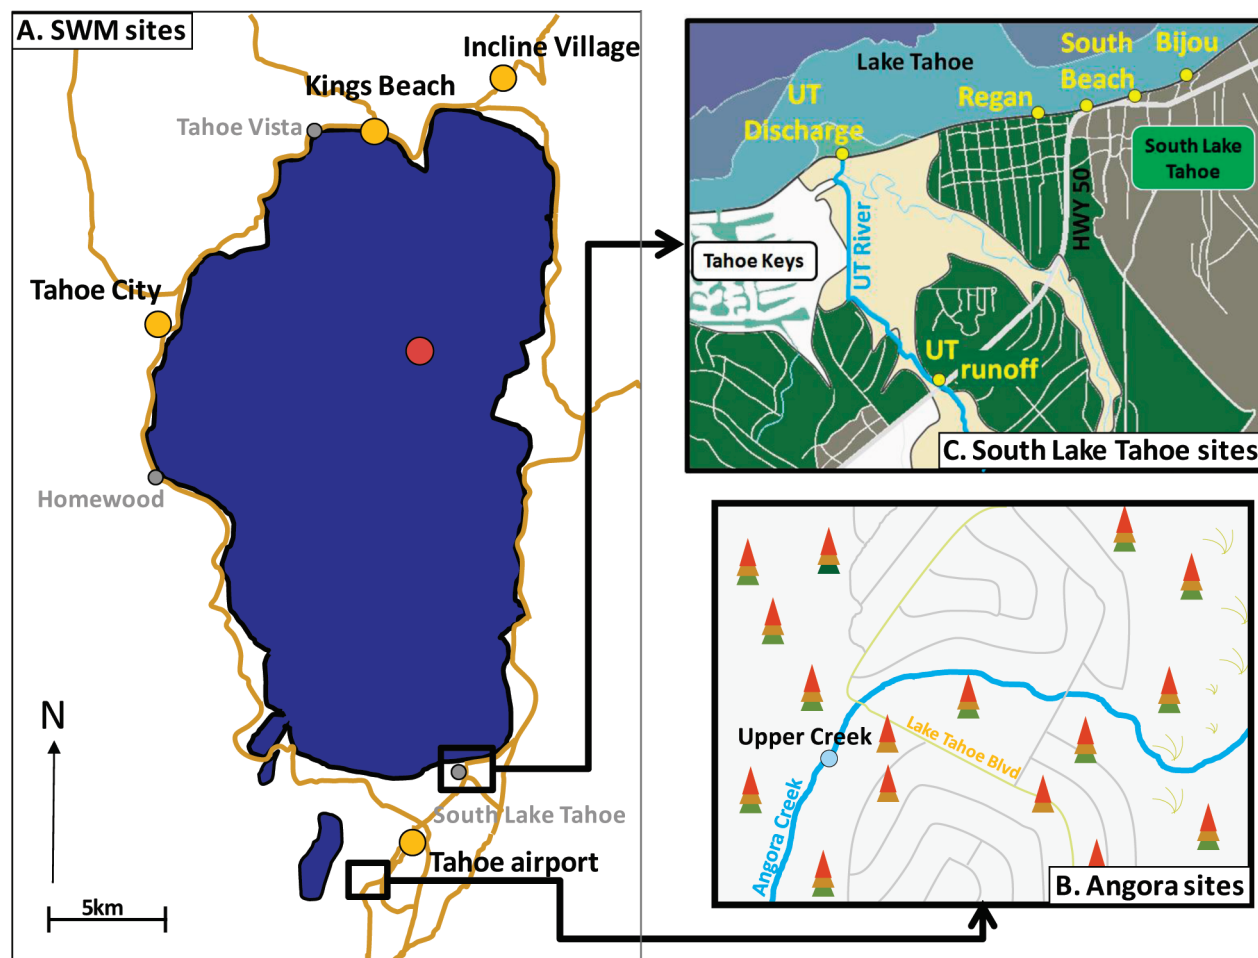 A. SWM sites
Incline Village
Kings Beach
Tahoe Vista
Tahoe City
Homewood
N
5km
South Lake Tahoe
Tahoe airport
Lake Tahoe
South
Beach
Bijou
Regan
UT
Discharge
South Lake
Tahoe
HWY 50
UT River
Tahoe Keys
UT
runoff
C. South Lake Tahoe sites
Upper Creek
Lake Tahoe Blvd
Angora Creek
B. Angora sites